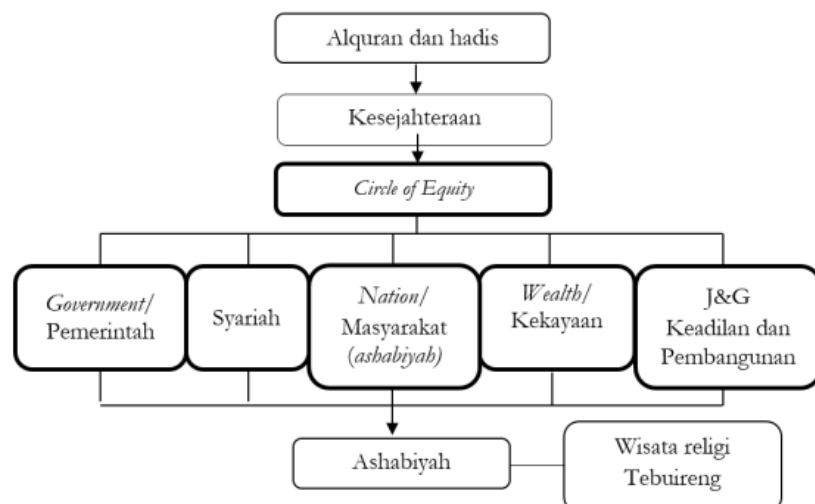 Alquran dan hadis
Kesejahteraan
Circle of Equity
Government/
Pemerintah
Syariah
Nation/
Masyarakat
(ashabiyah)
Wealth/
Kekayaan
J&G
Keadilan dan
Pembangunan
Ashabiyah
Wisata religi
Tebuireng